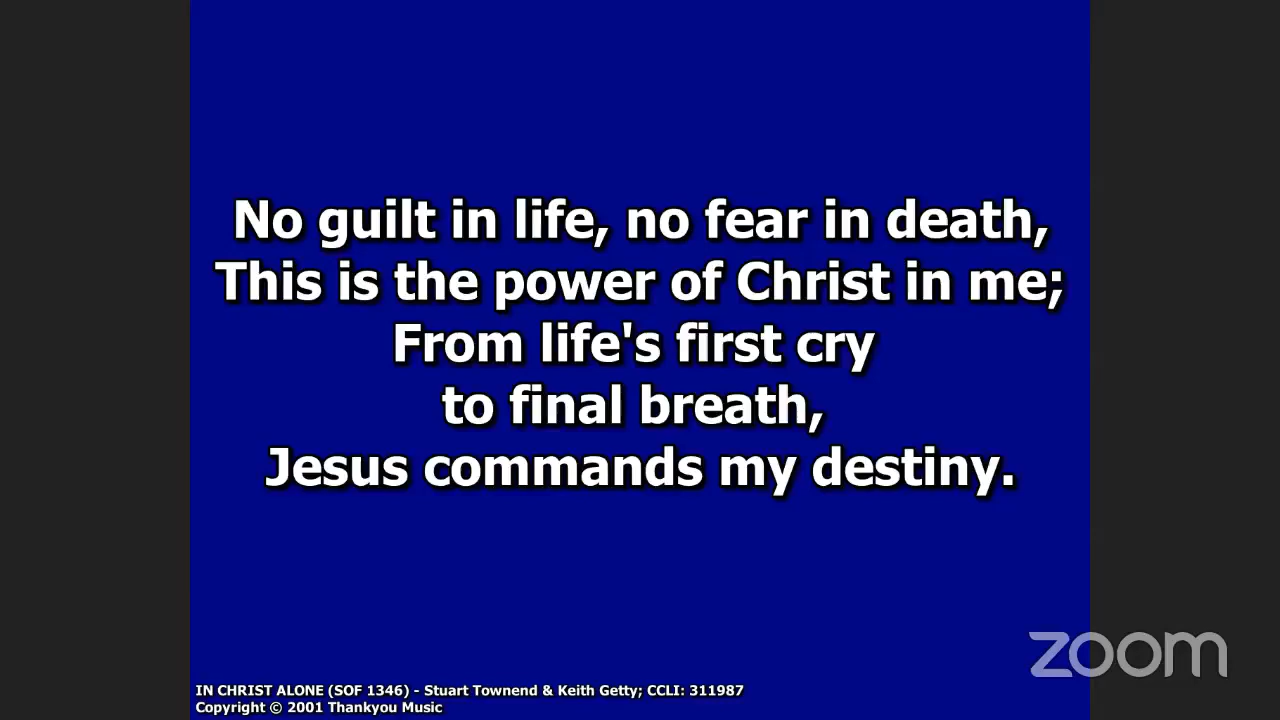 No guilt in life, no fear in death,
This is the power of Christ in me;
From life's first cry
to final breath,
Jesus commands my destiny.
zoom
IN CHRIST ALONE (SOF 1346) - Stuart Townend & Keith Getty; CCLI: 311987
Copyright © 2001 Thankyou Music